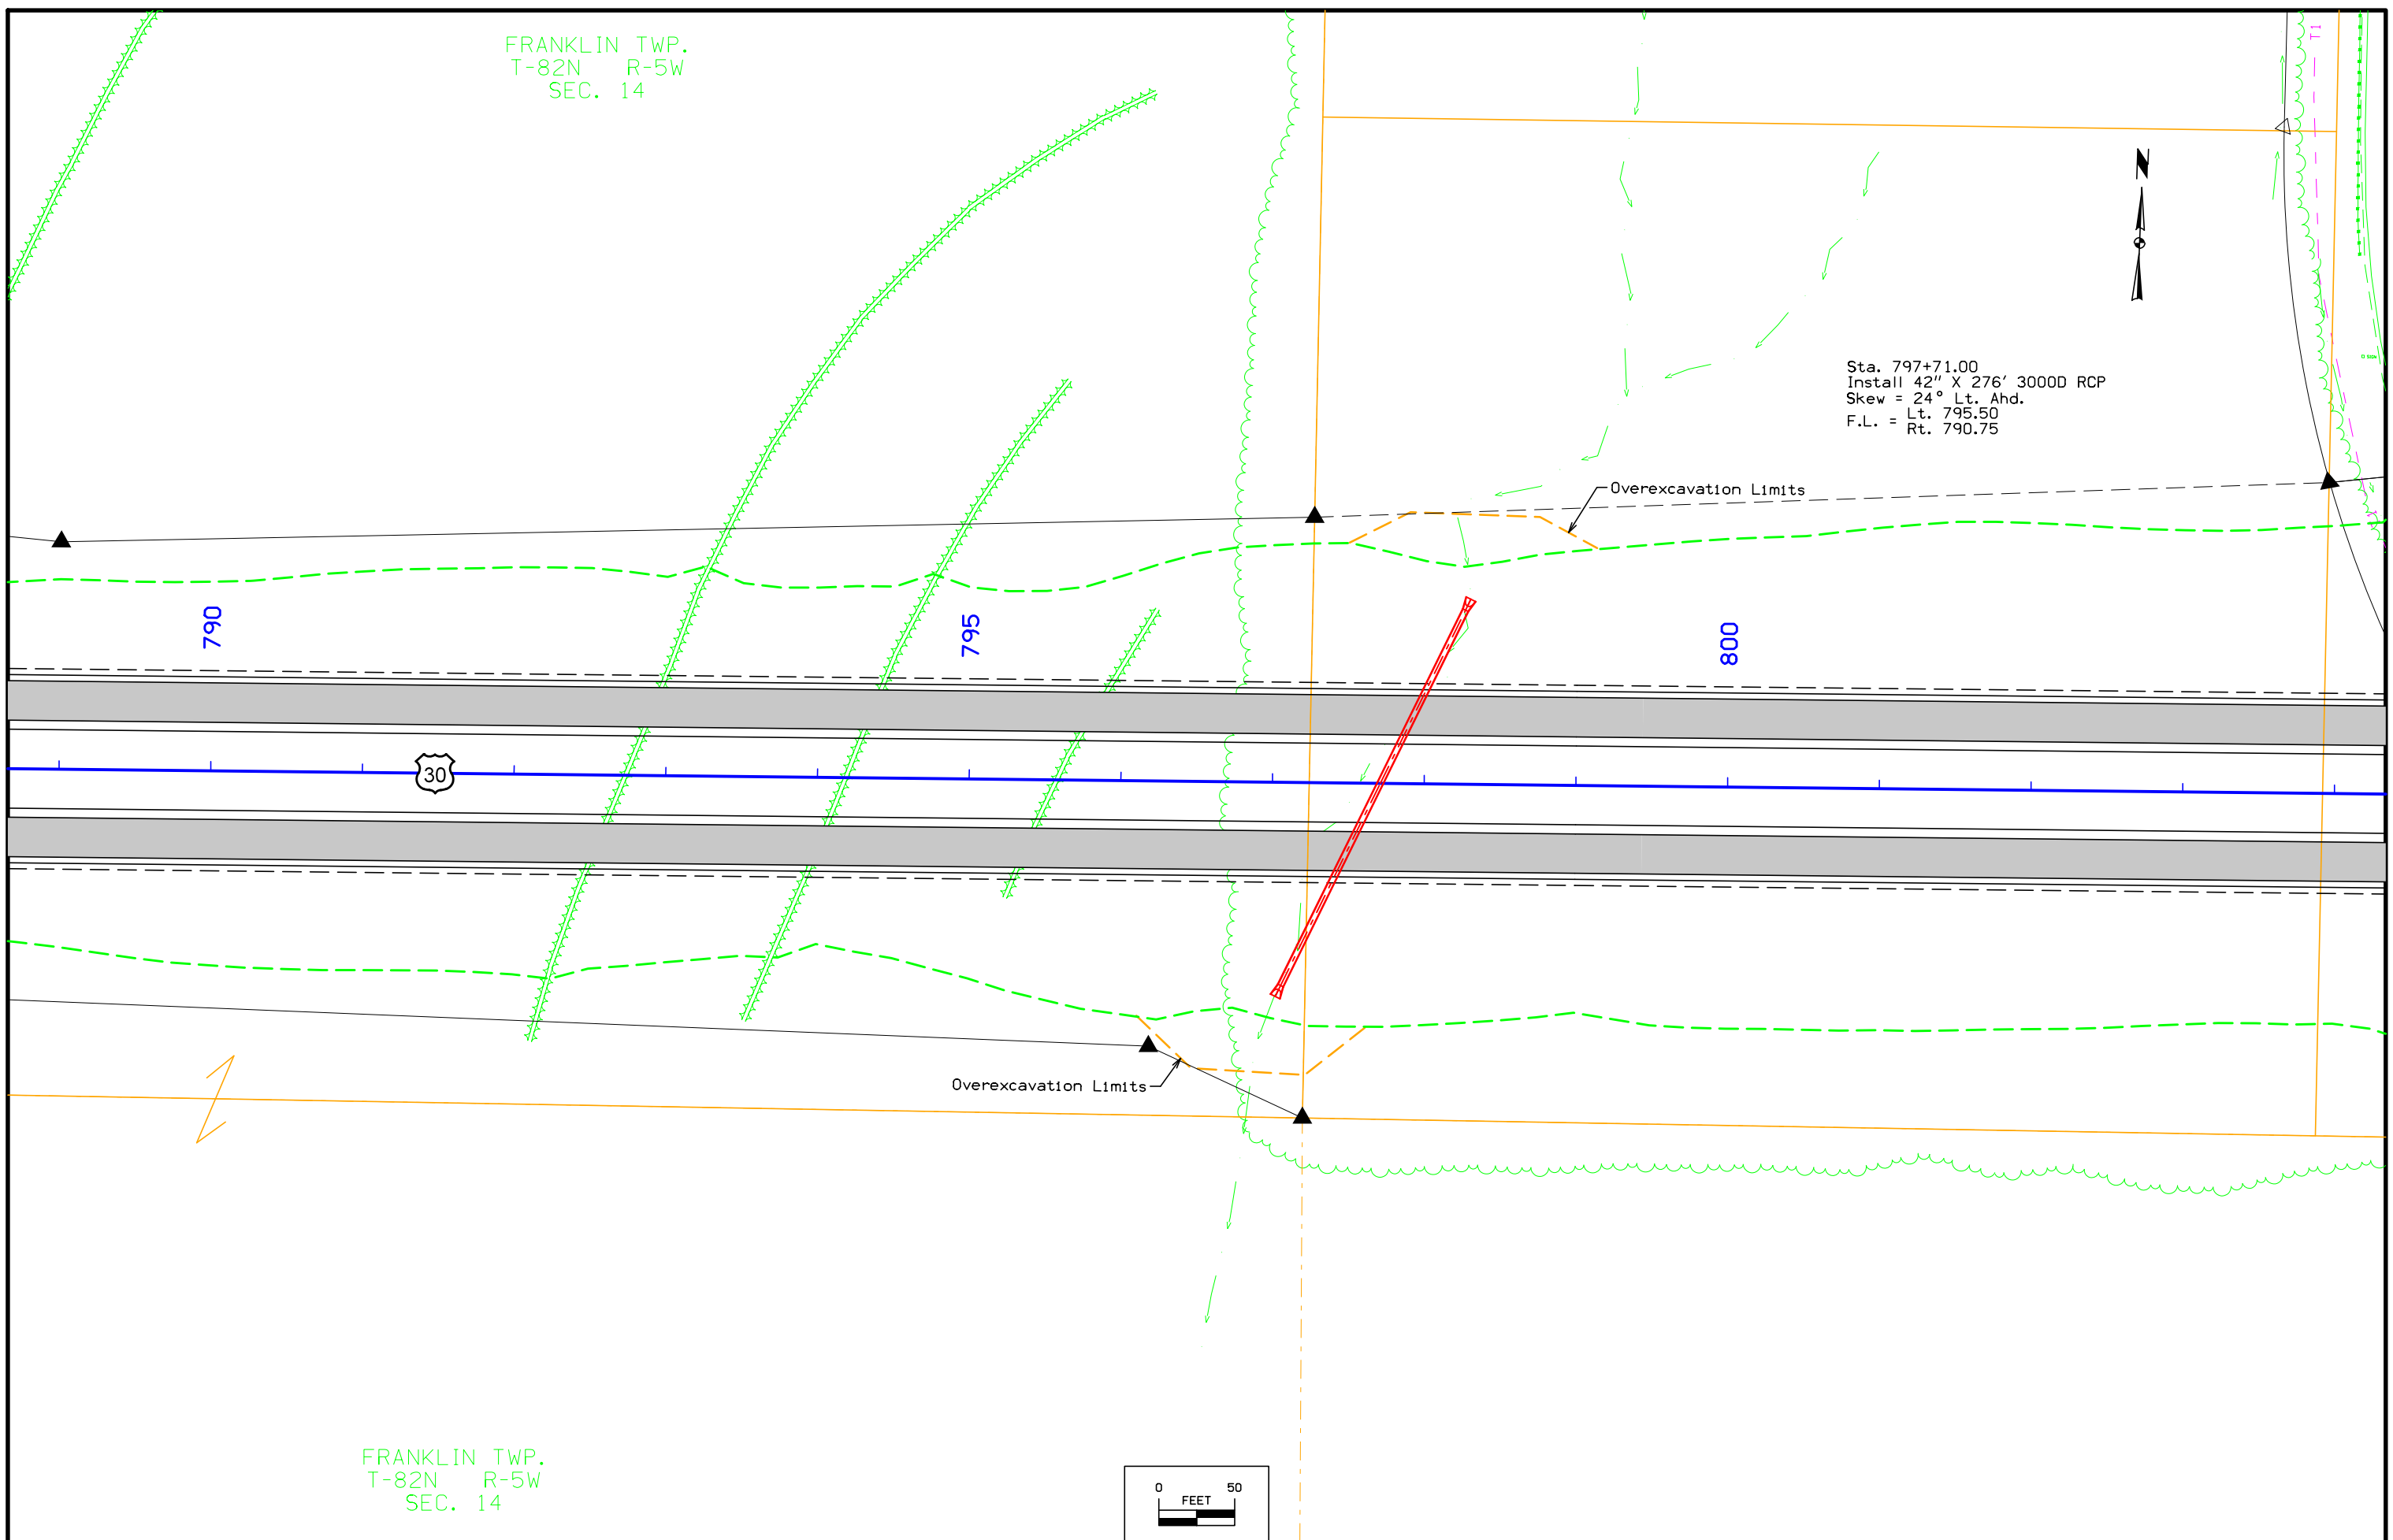 FRANKLIN TWP.
T-82N R-5W
SEC. 14
T1
N
Sta. 797+71.00
Install 42" X 276' 3000D RCP
Skew = 24° Lt. Ahd.
F.L. = Lt. 795.50
Rt. 790.75
Overexcavation Limits
790
795
800
30
Overexcavation Limits
FRANKLIN TWP.
T-82N R-5W
SEC. 14
0 50
FEET